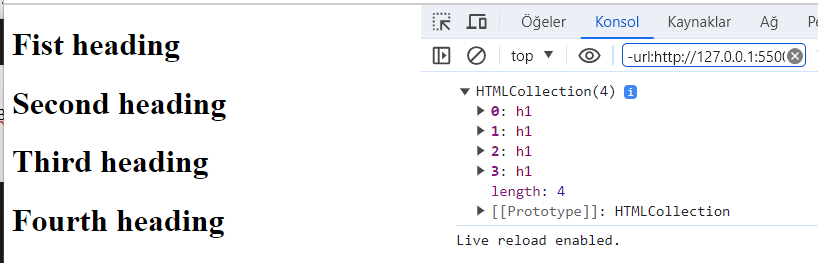 Fist heading
Second heading
Third heading
Fourth heading
Öğeler Konsol Kaynaklar Ağ
top -url:http://127.0.0.1:550
HTMLCollection(4)
0: h1
1: h1
2: h1
3: h1
length: 4
[[Prototype]]: HTMLCollection
Live reload enabled.